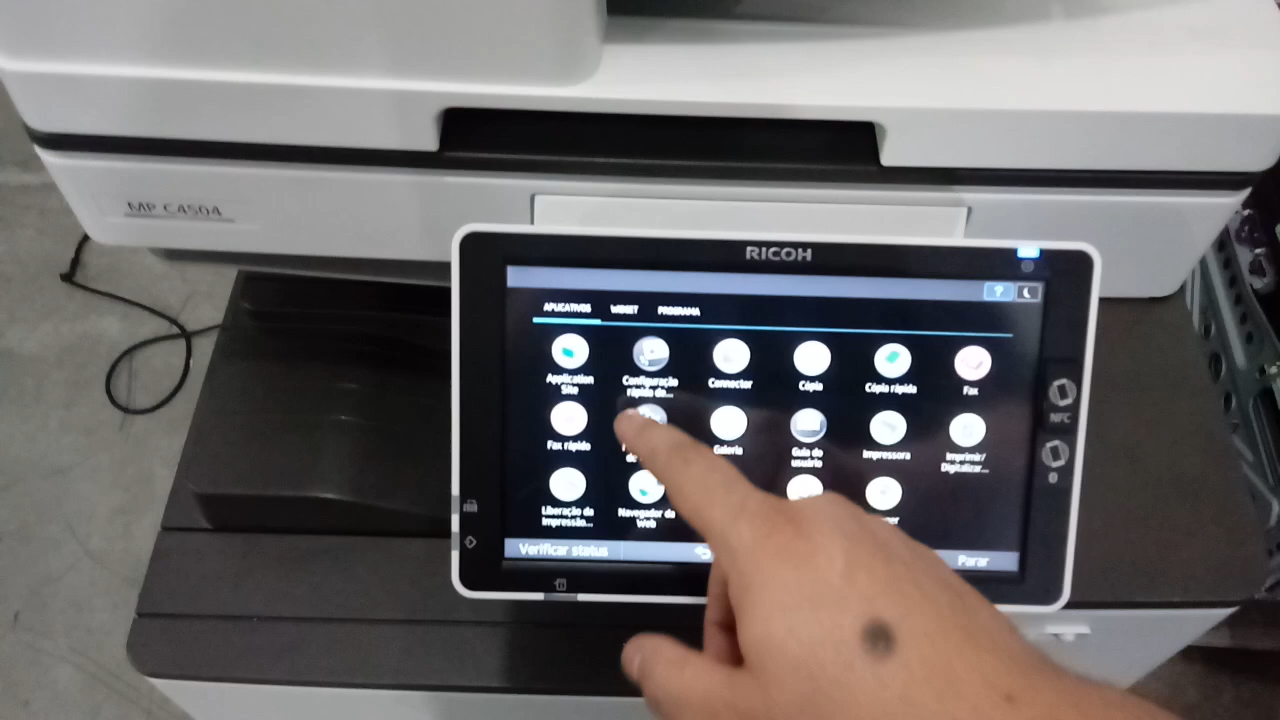 MP C4504
RICOH
?
APLICATIVOS WIDGET PROGRAMA
Application
Site
Configuração
rápida de...
Connector
Cópia
Cópia rápida
Fax
Fax rápido
Galeria
Guia do
usuário
Impressora
Imprimir/
Digitalizar...
Liberação da
Impressão...
Navegador da
Web
NFC
Verificar status
Parar